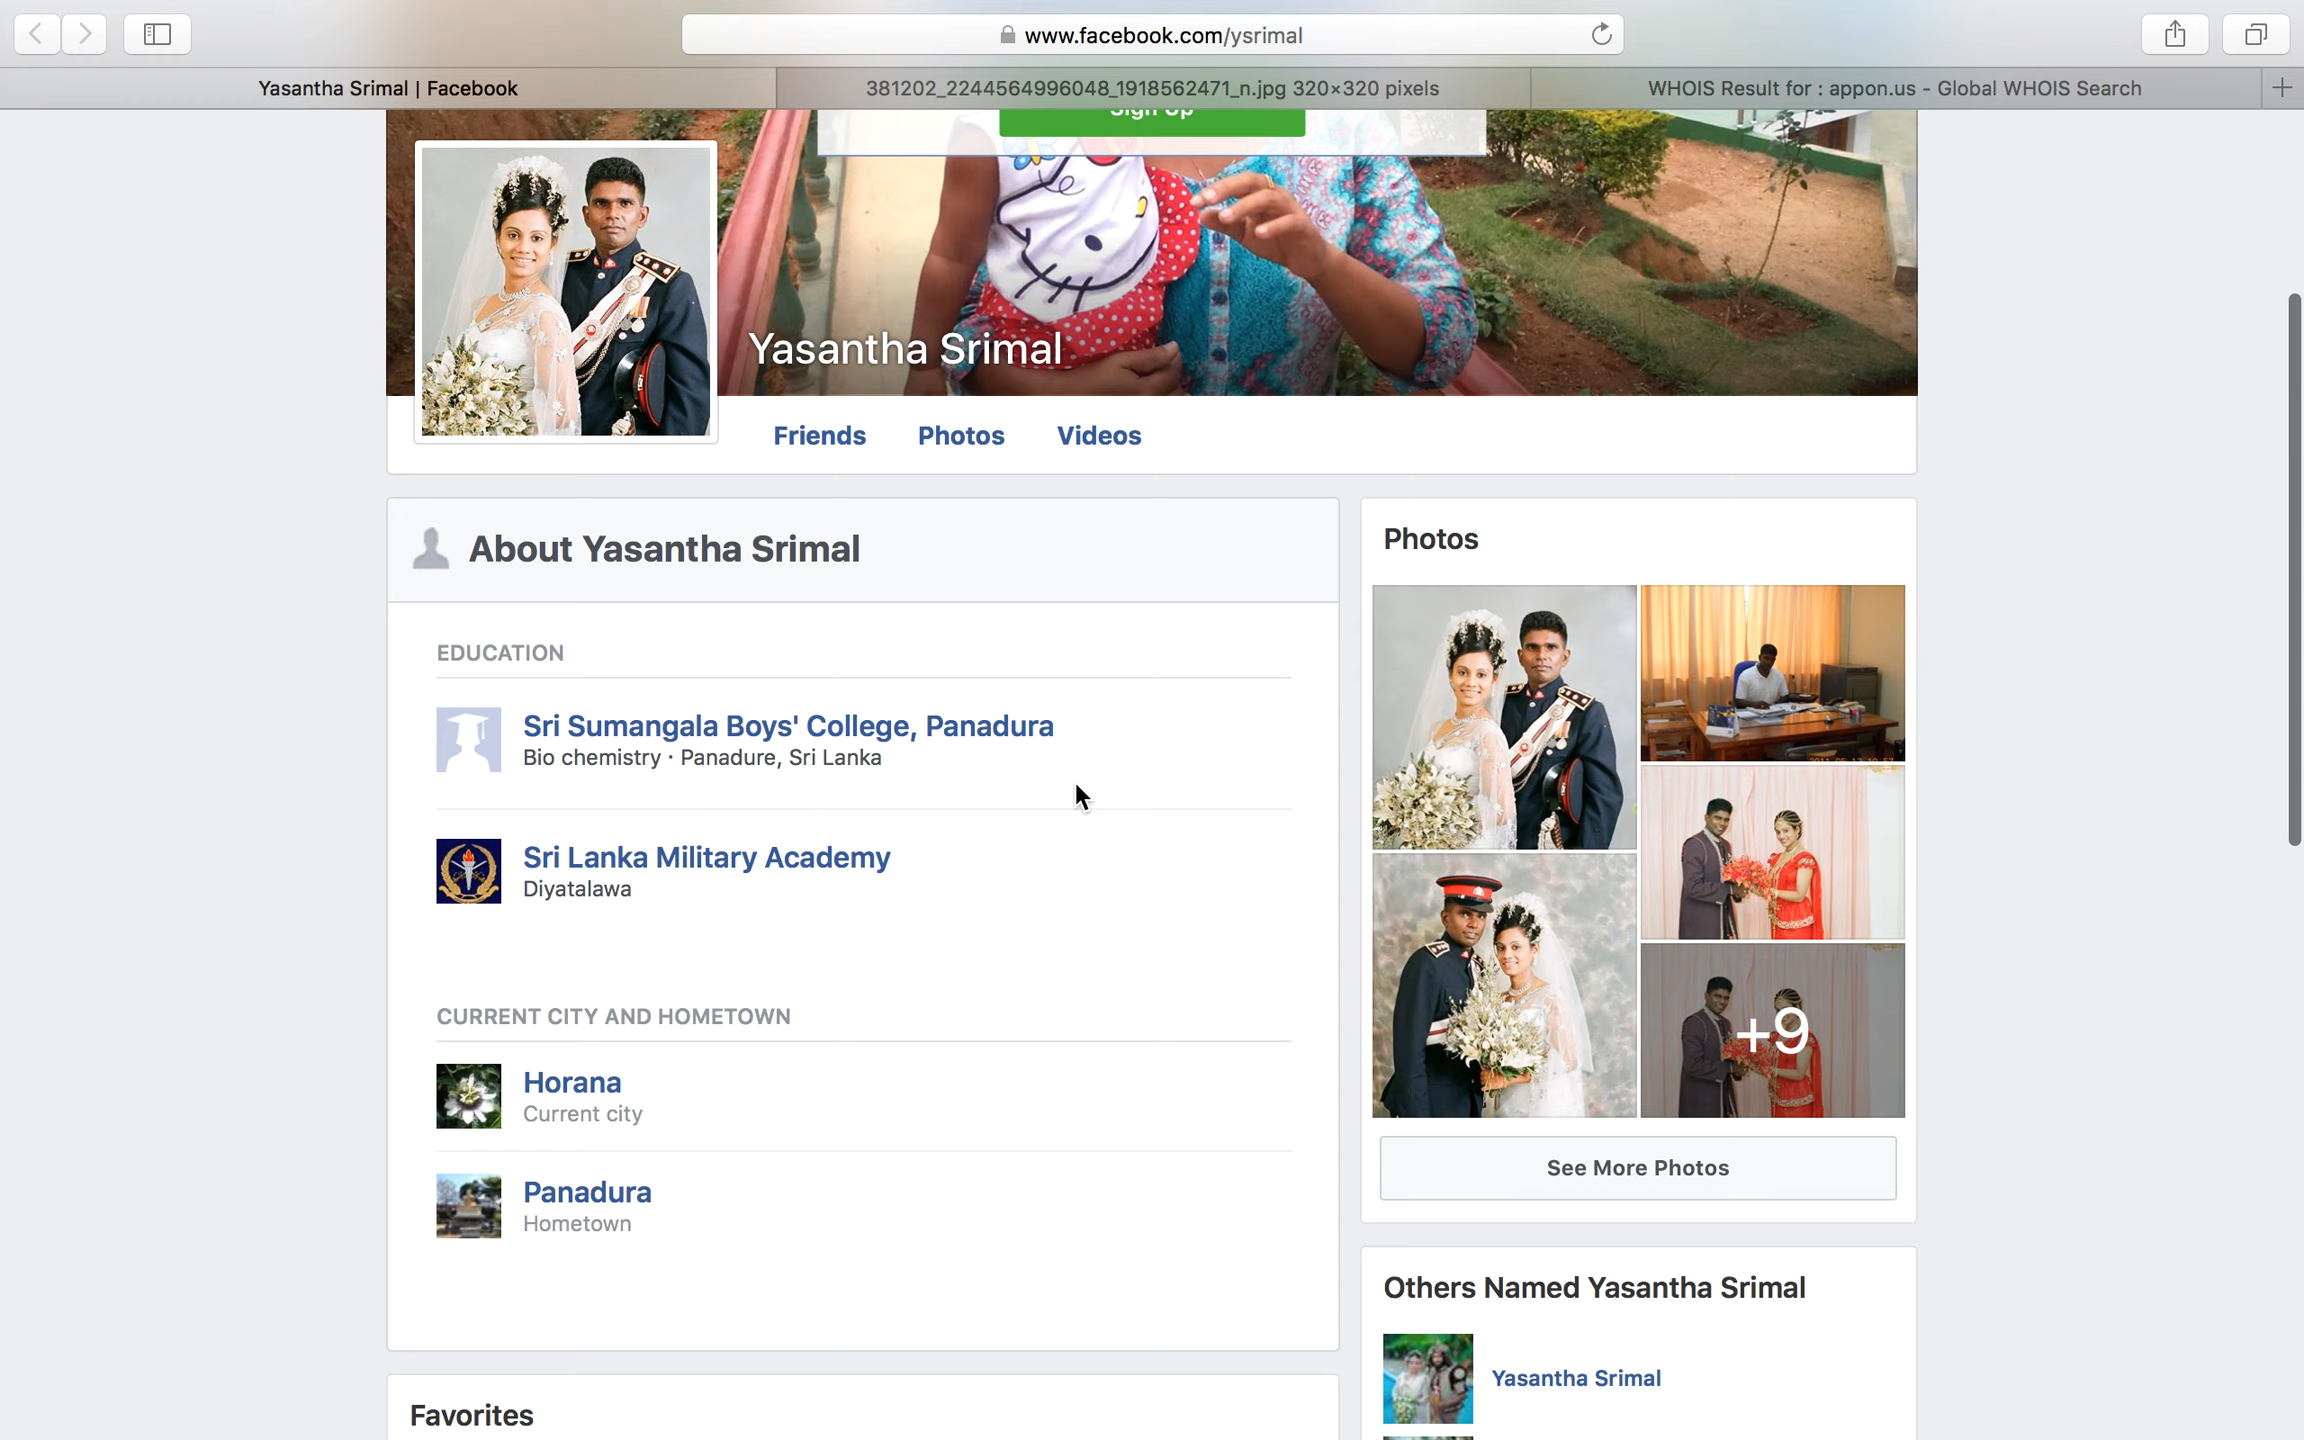 www.facebook.com/ysrimal
Yasantha Srimal | Facebook
381202_2244564996048_1918562471_n.jpg 320×320 pixels
WHOIS Result for : appon.us - Global WHOIS Search
Sign Up
Yasantha Srimal
Friends
Photos
Videos
About Yasantha Srimal
EDUCATION
Sri Sumangala Boys' College, Panadura
Bio chemistry · Panadure, Sri Lanka
Sri Lanka Military Academy
Diyatalawa
CURRENT CITY AND HOMETOWN
Horana
Current city
Panadura
Hometown
Favorites
Photos
+9
See More Photos
Others Named Yasantha Srimal
Yasantha Srimal